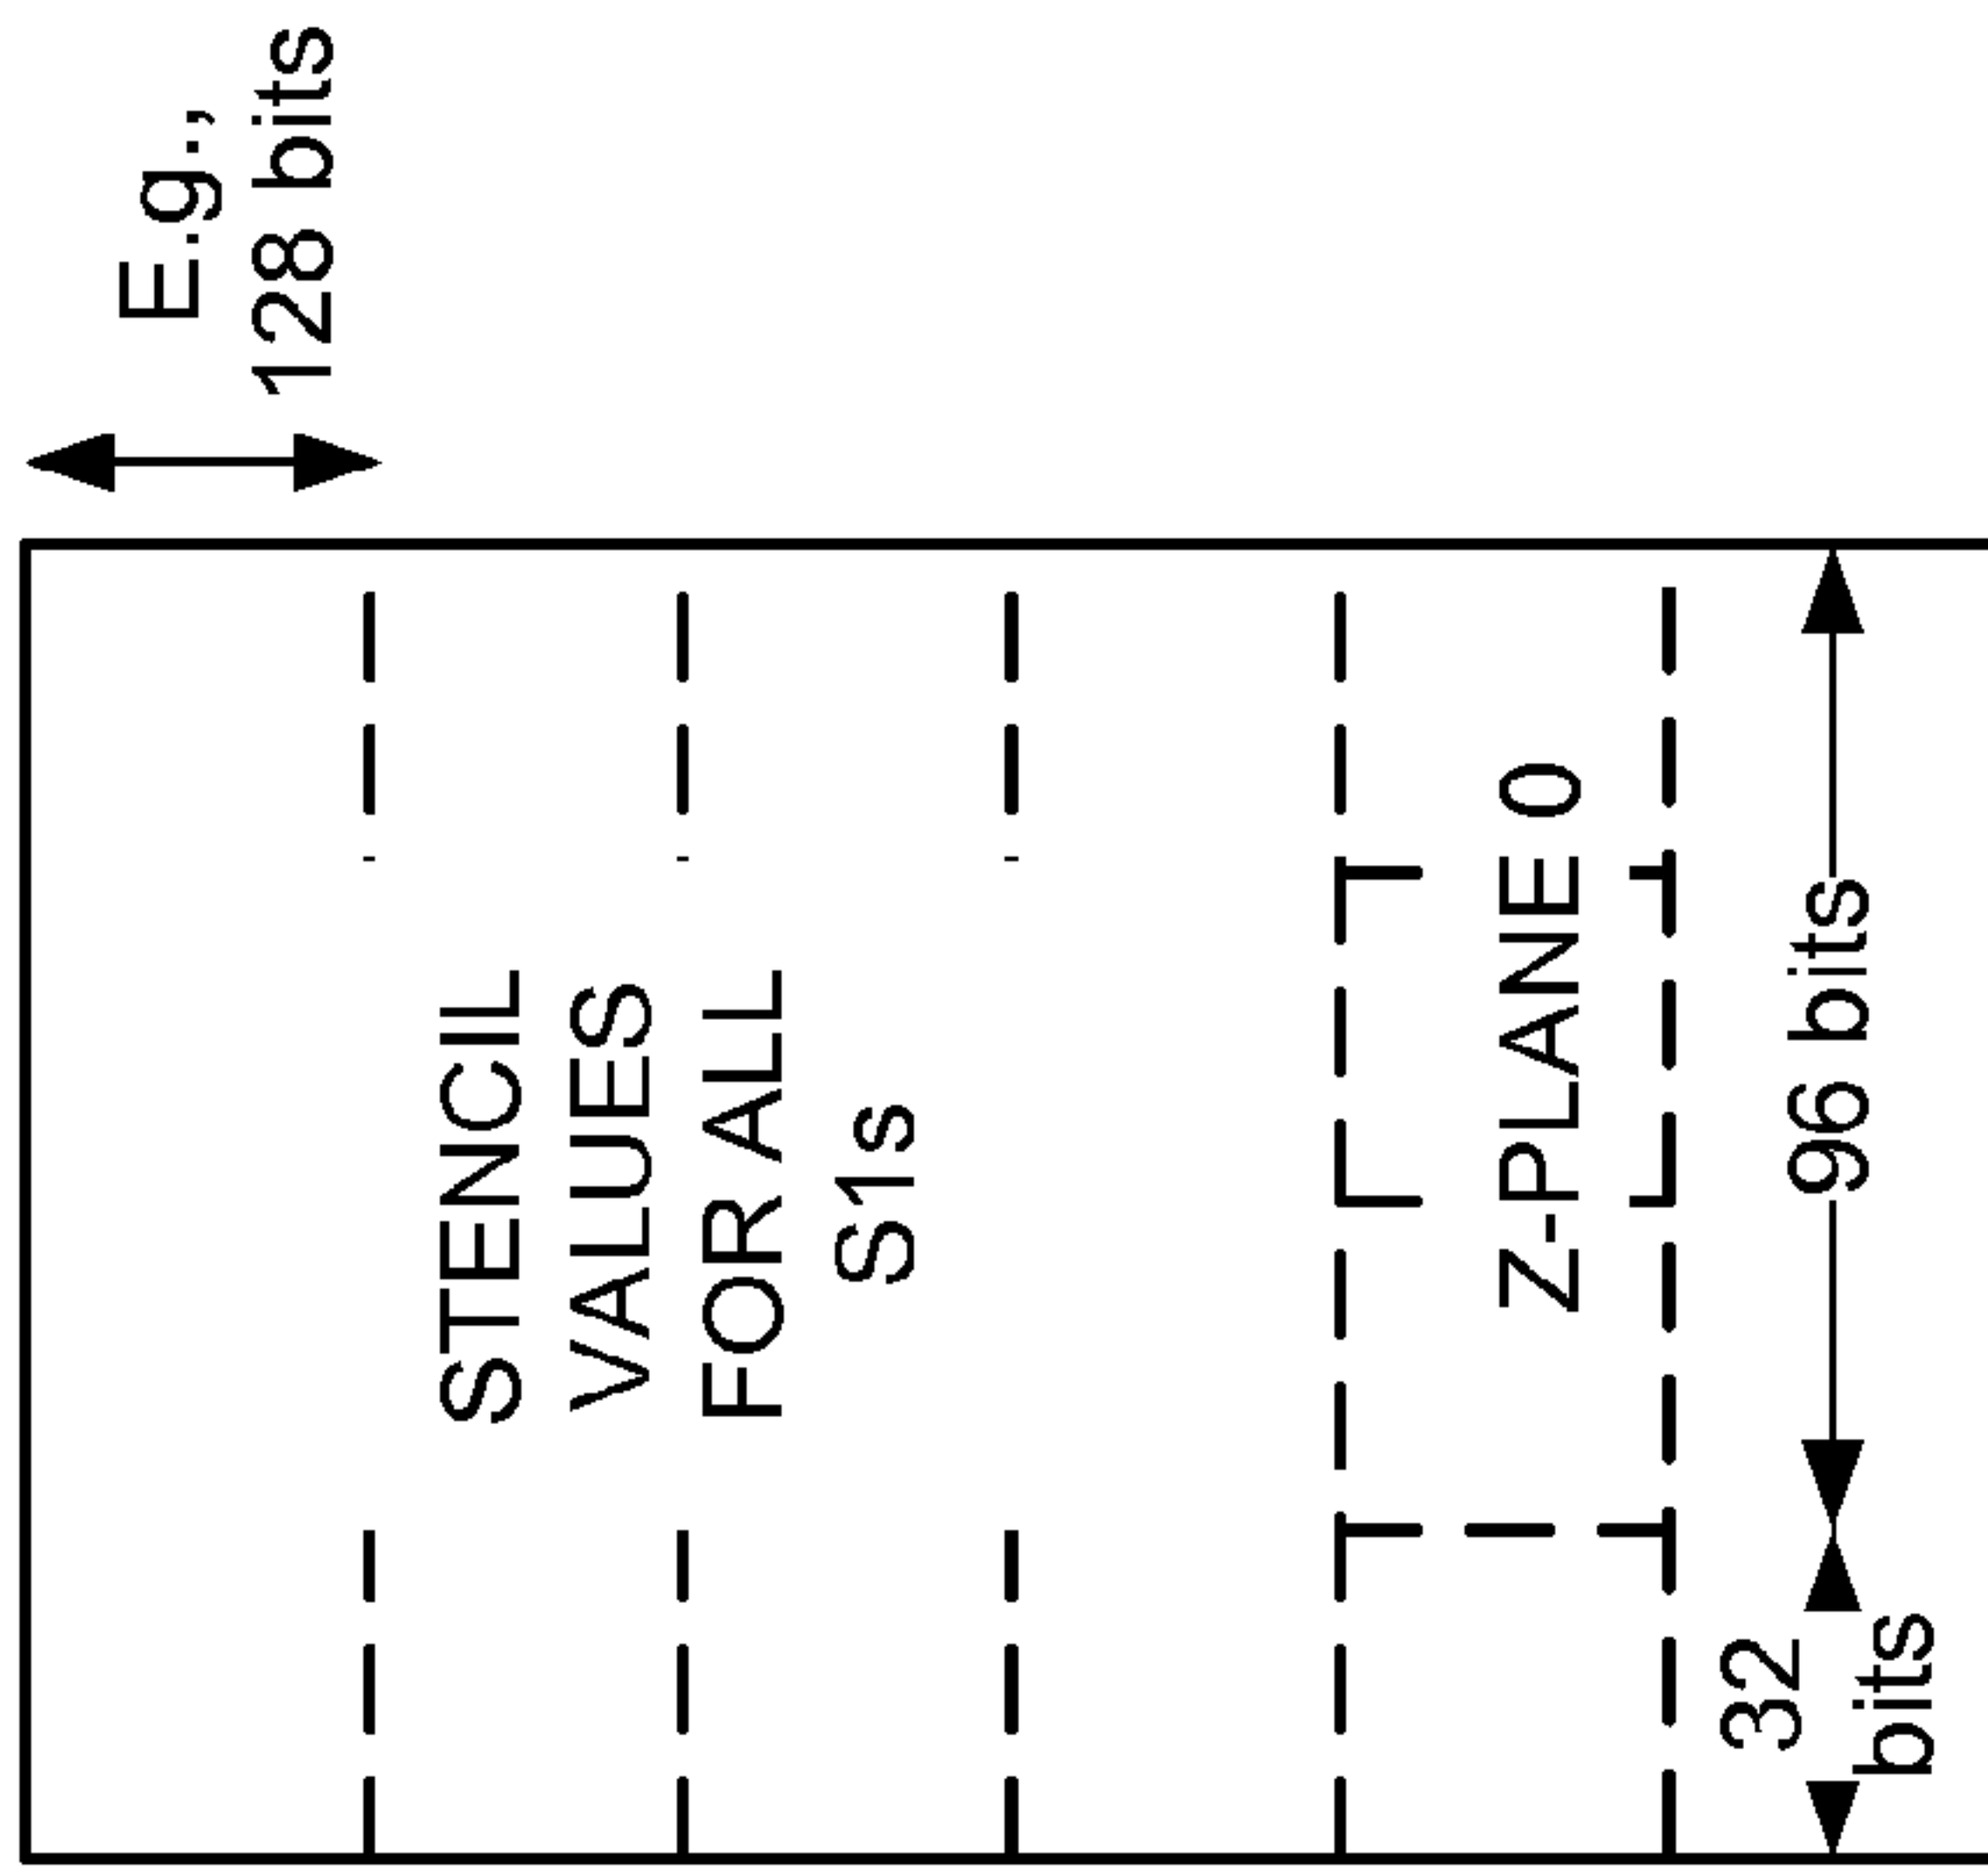 E.g.,
128 bits
STENCIL
VALUES
FOR ALL
S1s
Z-PLANE 0
32
bits
96 bits